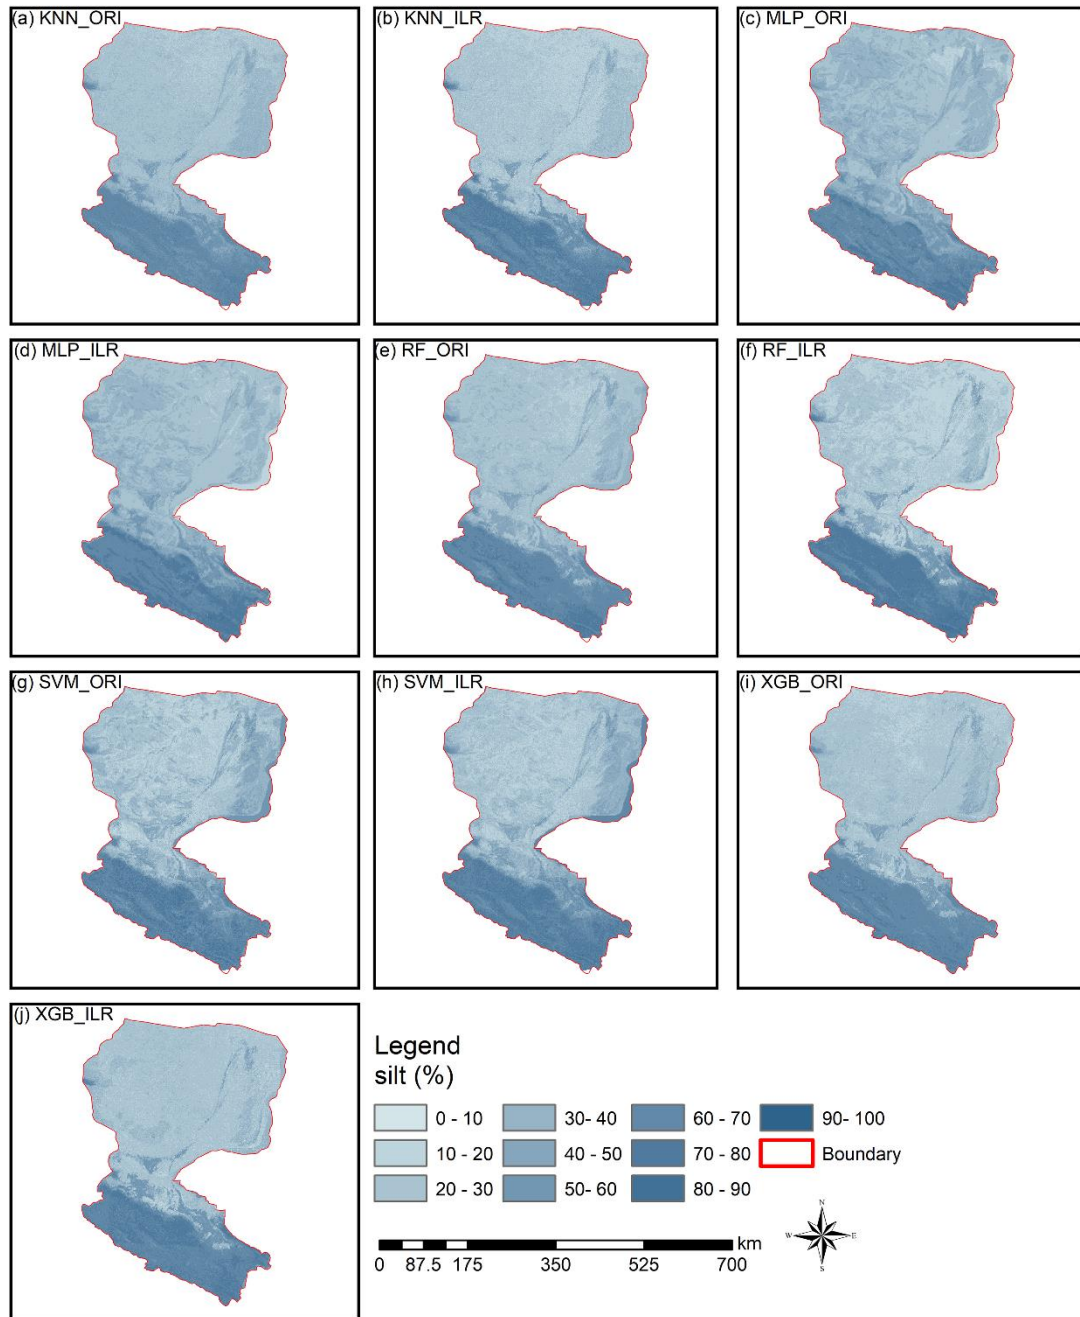 (a) KNN_ORI
(b) KNN_ILR
(c) MLP_ORI
(d) MLP_ILR
(e) RF_ORI
(f) RF_ILR
(g) SVM_ORI
(h) SVM_ILR
(i) XGB_ORI
(j) XGB_ILR
Legend
silt (%)
0 - 10
30- 40
60 - 70
90- 100
10 - 20
40 - 50
70 - 80
Boundary
20 - 30
50- 60
80 - 90
N
W
E
S
km
0 87.5 175 350 525 700